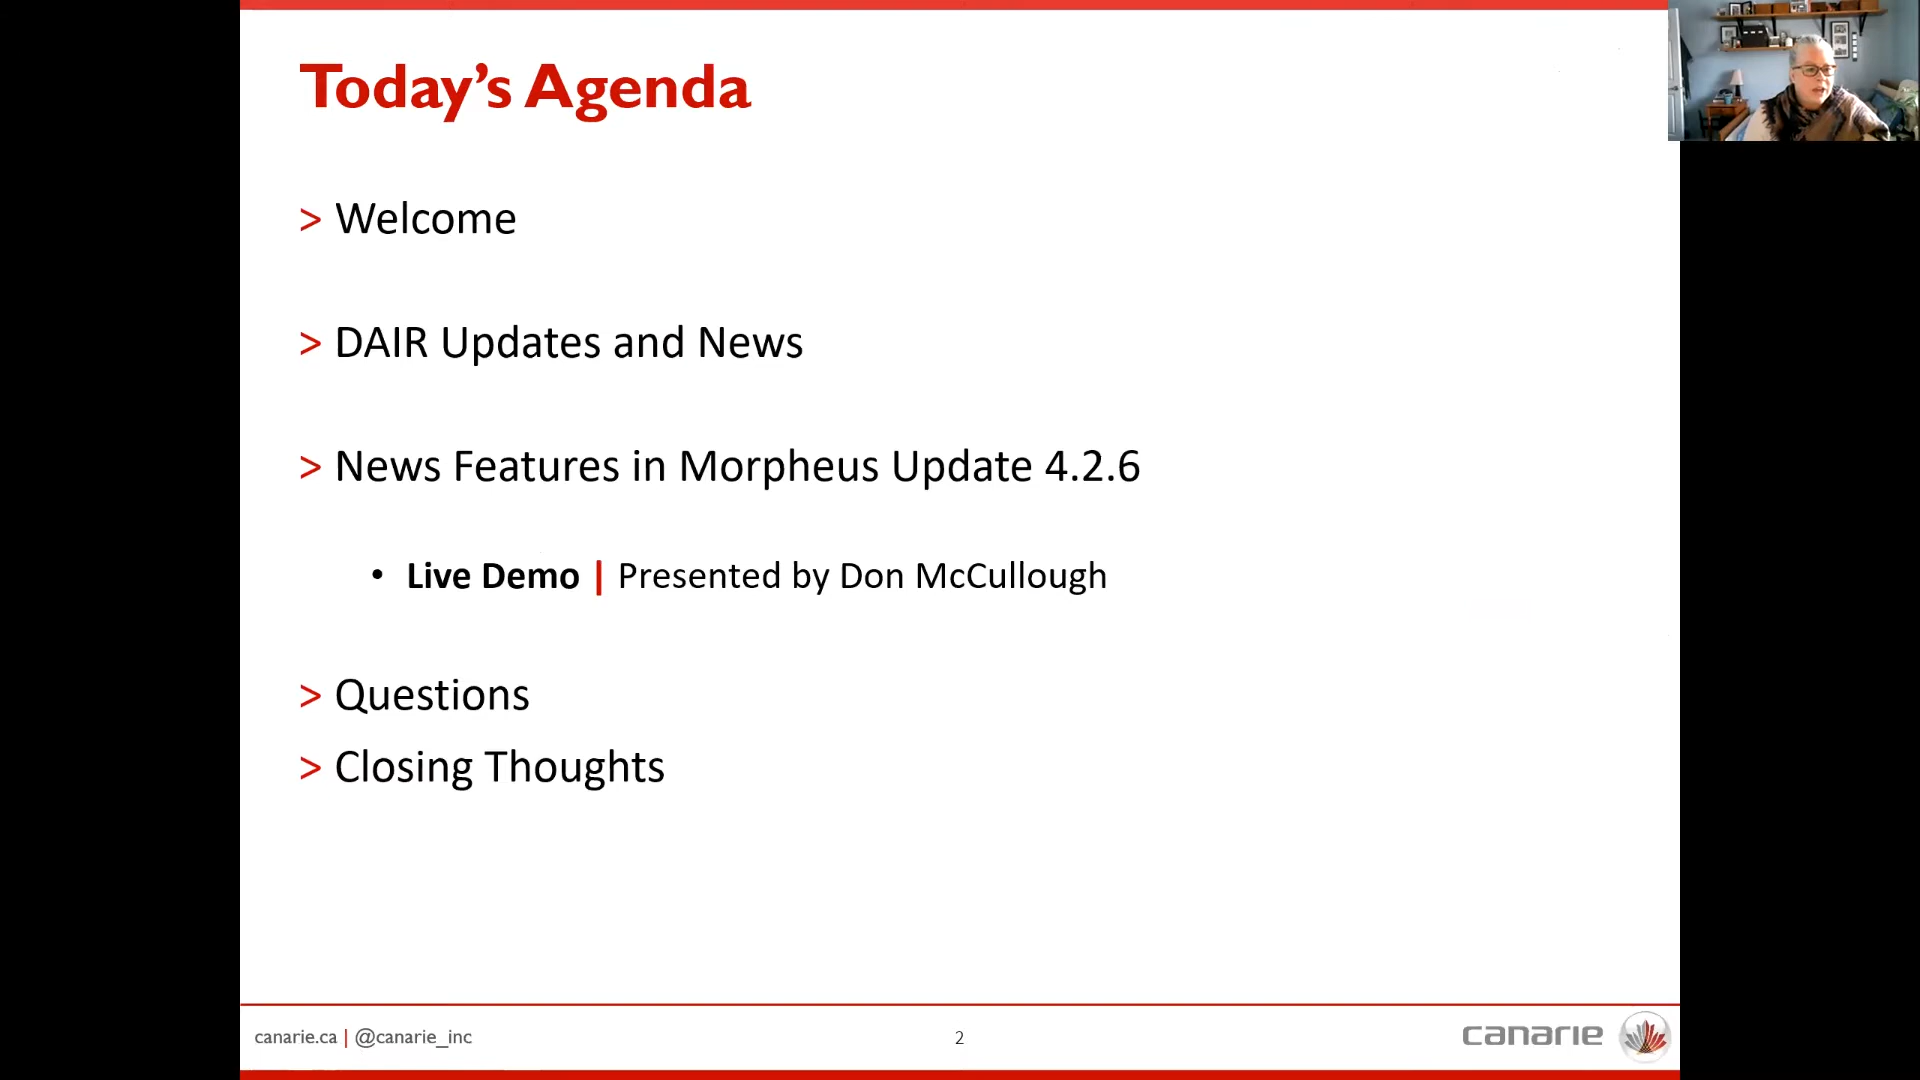 Today’s Agenda
> Welcome
> DAIR Updates and News
> News Features in Morpheus Update 4.2.6
• Live Demo | Presented by Don McCullough
> Questions
> Closing Thoughts
canarie.ca | @canarie_inc
2
canarie